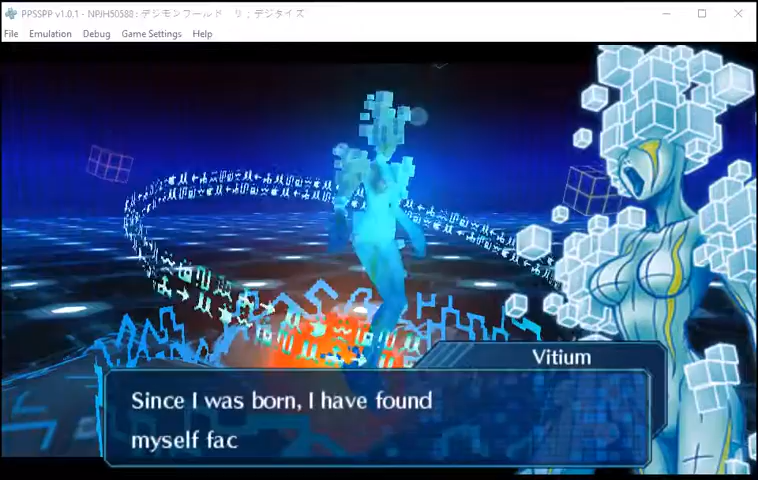 PPSSPP v1.0.1 - NPJH50588 : デジモンワールド リ：デジタイズ
File Emulation Debug Game Settings Help
Vitium
Since I was born, I have found
myself fac